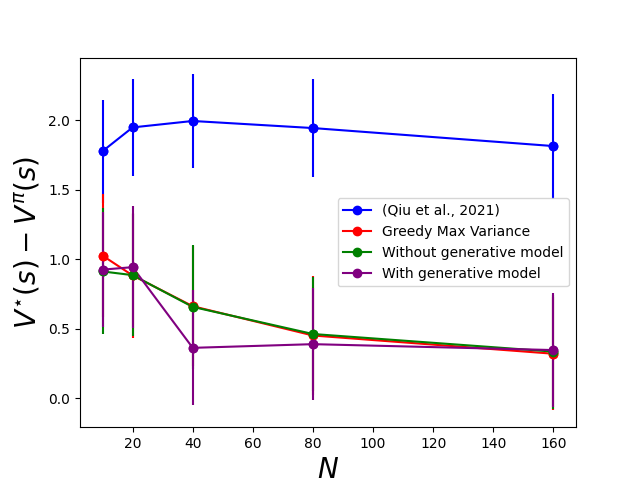 2.0
1.5
1.0
0.5
0.0
V*(s) − V^π(s)
(Qiu et al., 2021)
Greedy Max Variance
Without generative model
With generative model
20 40 60 80 100 120 140 160
N